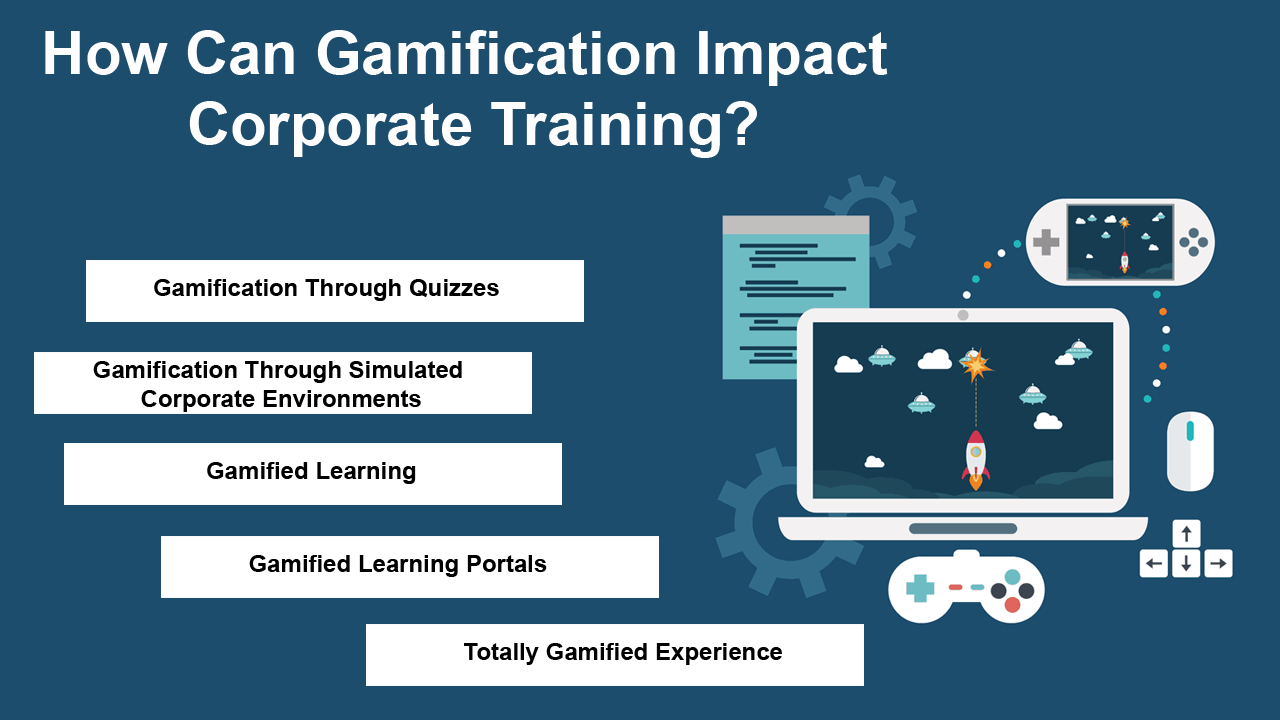 How Can Gamification Impact
Corporate Training?
Gamification Through Quizzes
Gamification Through Simulated
Corporate Environments
Gamified Learning
Gamified Learning Portals
Totally Gamified Experience